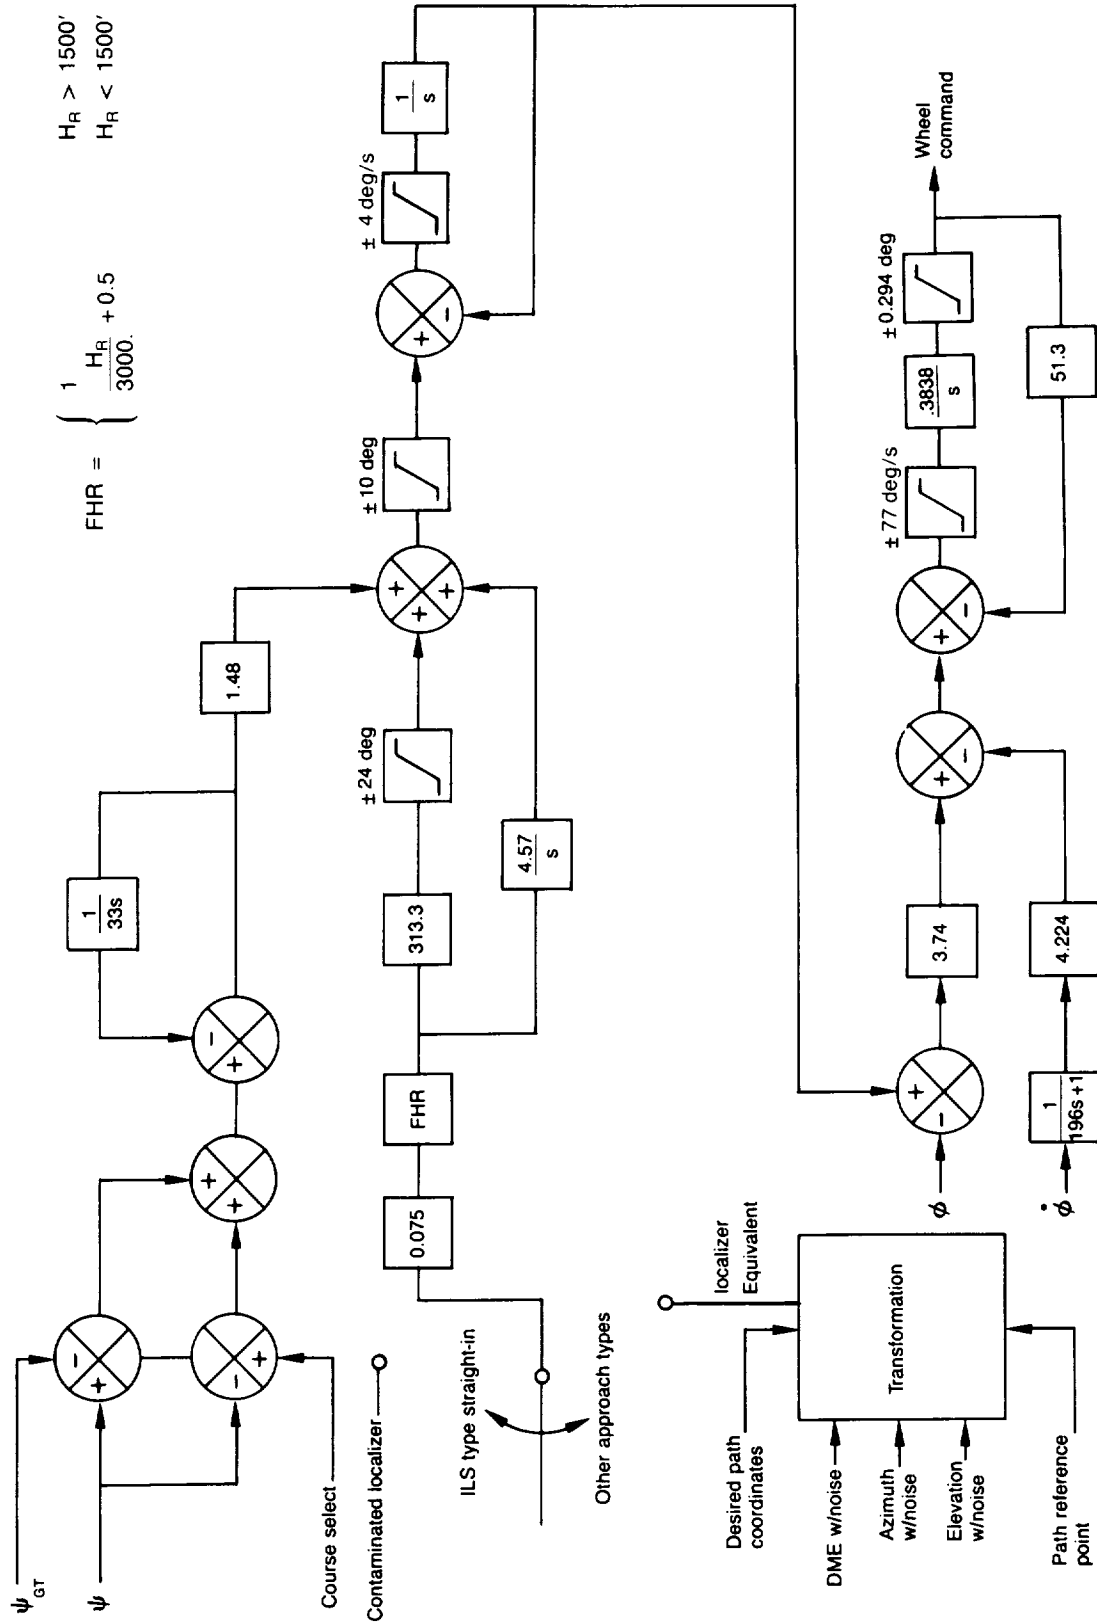 FHR = { 1 H_R > 1500'
H_R / 3000. + 0.5 H_R < 1500'
ψ_GT
ψ
Course select
- +
- +
+ +
+ -
1 / 33s
1.48
Contaminated localizer
ILS type straight-in
Other approach types
0.075
FHR
313.3
± 24 deg
4.57 / s
+ + +
± 10 deg
+ -
± 4 deg/s
1 / s
Desired path
coordinates
DME w/noise
Azimuth
w/noise
Elevation
w/noise
Path reference
point
Transformation
localizer
Equivalent
φ
φ̇
- +
3.74
1 / 196s +1
4.224
+ -
+ -
± 77 deg/s
.3838 / s
± 0.294 deg
51.3
Wheel
command